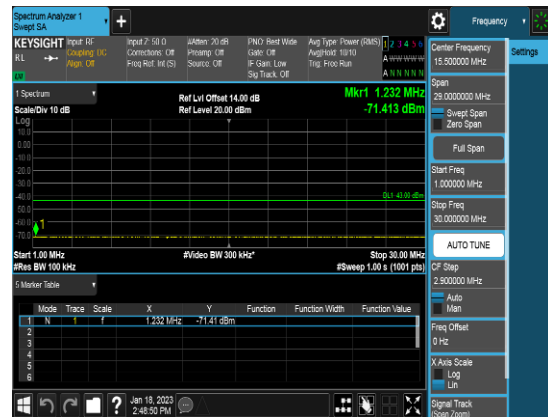 Spectrum Analyzer 1
Swept SA
Frequency
KEYSIGHT
RL
Input: RF
Coupling: DC
Align: Off
Input Z: 50 Ω
Corrections: Off
Freq Ref: Int (S)
#Atten: 20 dB
Preamp: Off
Source: Off
PNO: Best Wide
Gate: Off
IF Gain: Low
Sig Track: Off
Avg Type: Power (RMS)
Avg|Hold: 10/10
Trig: Free Run
1 2 3 4 5 6
A W W W W W
A N N N N N
1 Spectrum
Scale/Div 10 dB
Ref Lvl Offset 14.00 dB
Ref Level 20.00 dBm
Mkr1 1.232 MHz
-71.413 dBm
Log
10.0
0.00
-10.0
-20.0
-30.0
-40.0
-50.0
-60.0
-70.0
DL1 -43.00 dBm
1
Start 1.00 MHz
#Res BW 100 kHz
#Video BW 300 kHz*
Stop 30.00 MHz
#Sweep 1.00 s (1001 pts)
5 Marker Table
Mode Trace Scale X Y Function Function Width Function Value
1 N 1 f 1.232 MHz -71.41 dBm
2
3
4
5
6
Jan 18, 2023
2:48:50 PM
Center Frequency
15.500000 MHz
Settings
Span
29.0000000 MHz
Swept Span
Zero Span
Full Span
Start Freq
1.000000 MHz
Stop Freq
30.000000 MHz
AUTO TUNE
CF Step
2.900000 MHz
Auto
Man
Freq Offset
0 Hz
X Axis Scale
Log
Lin
Signal Track
(Span Zoom)